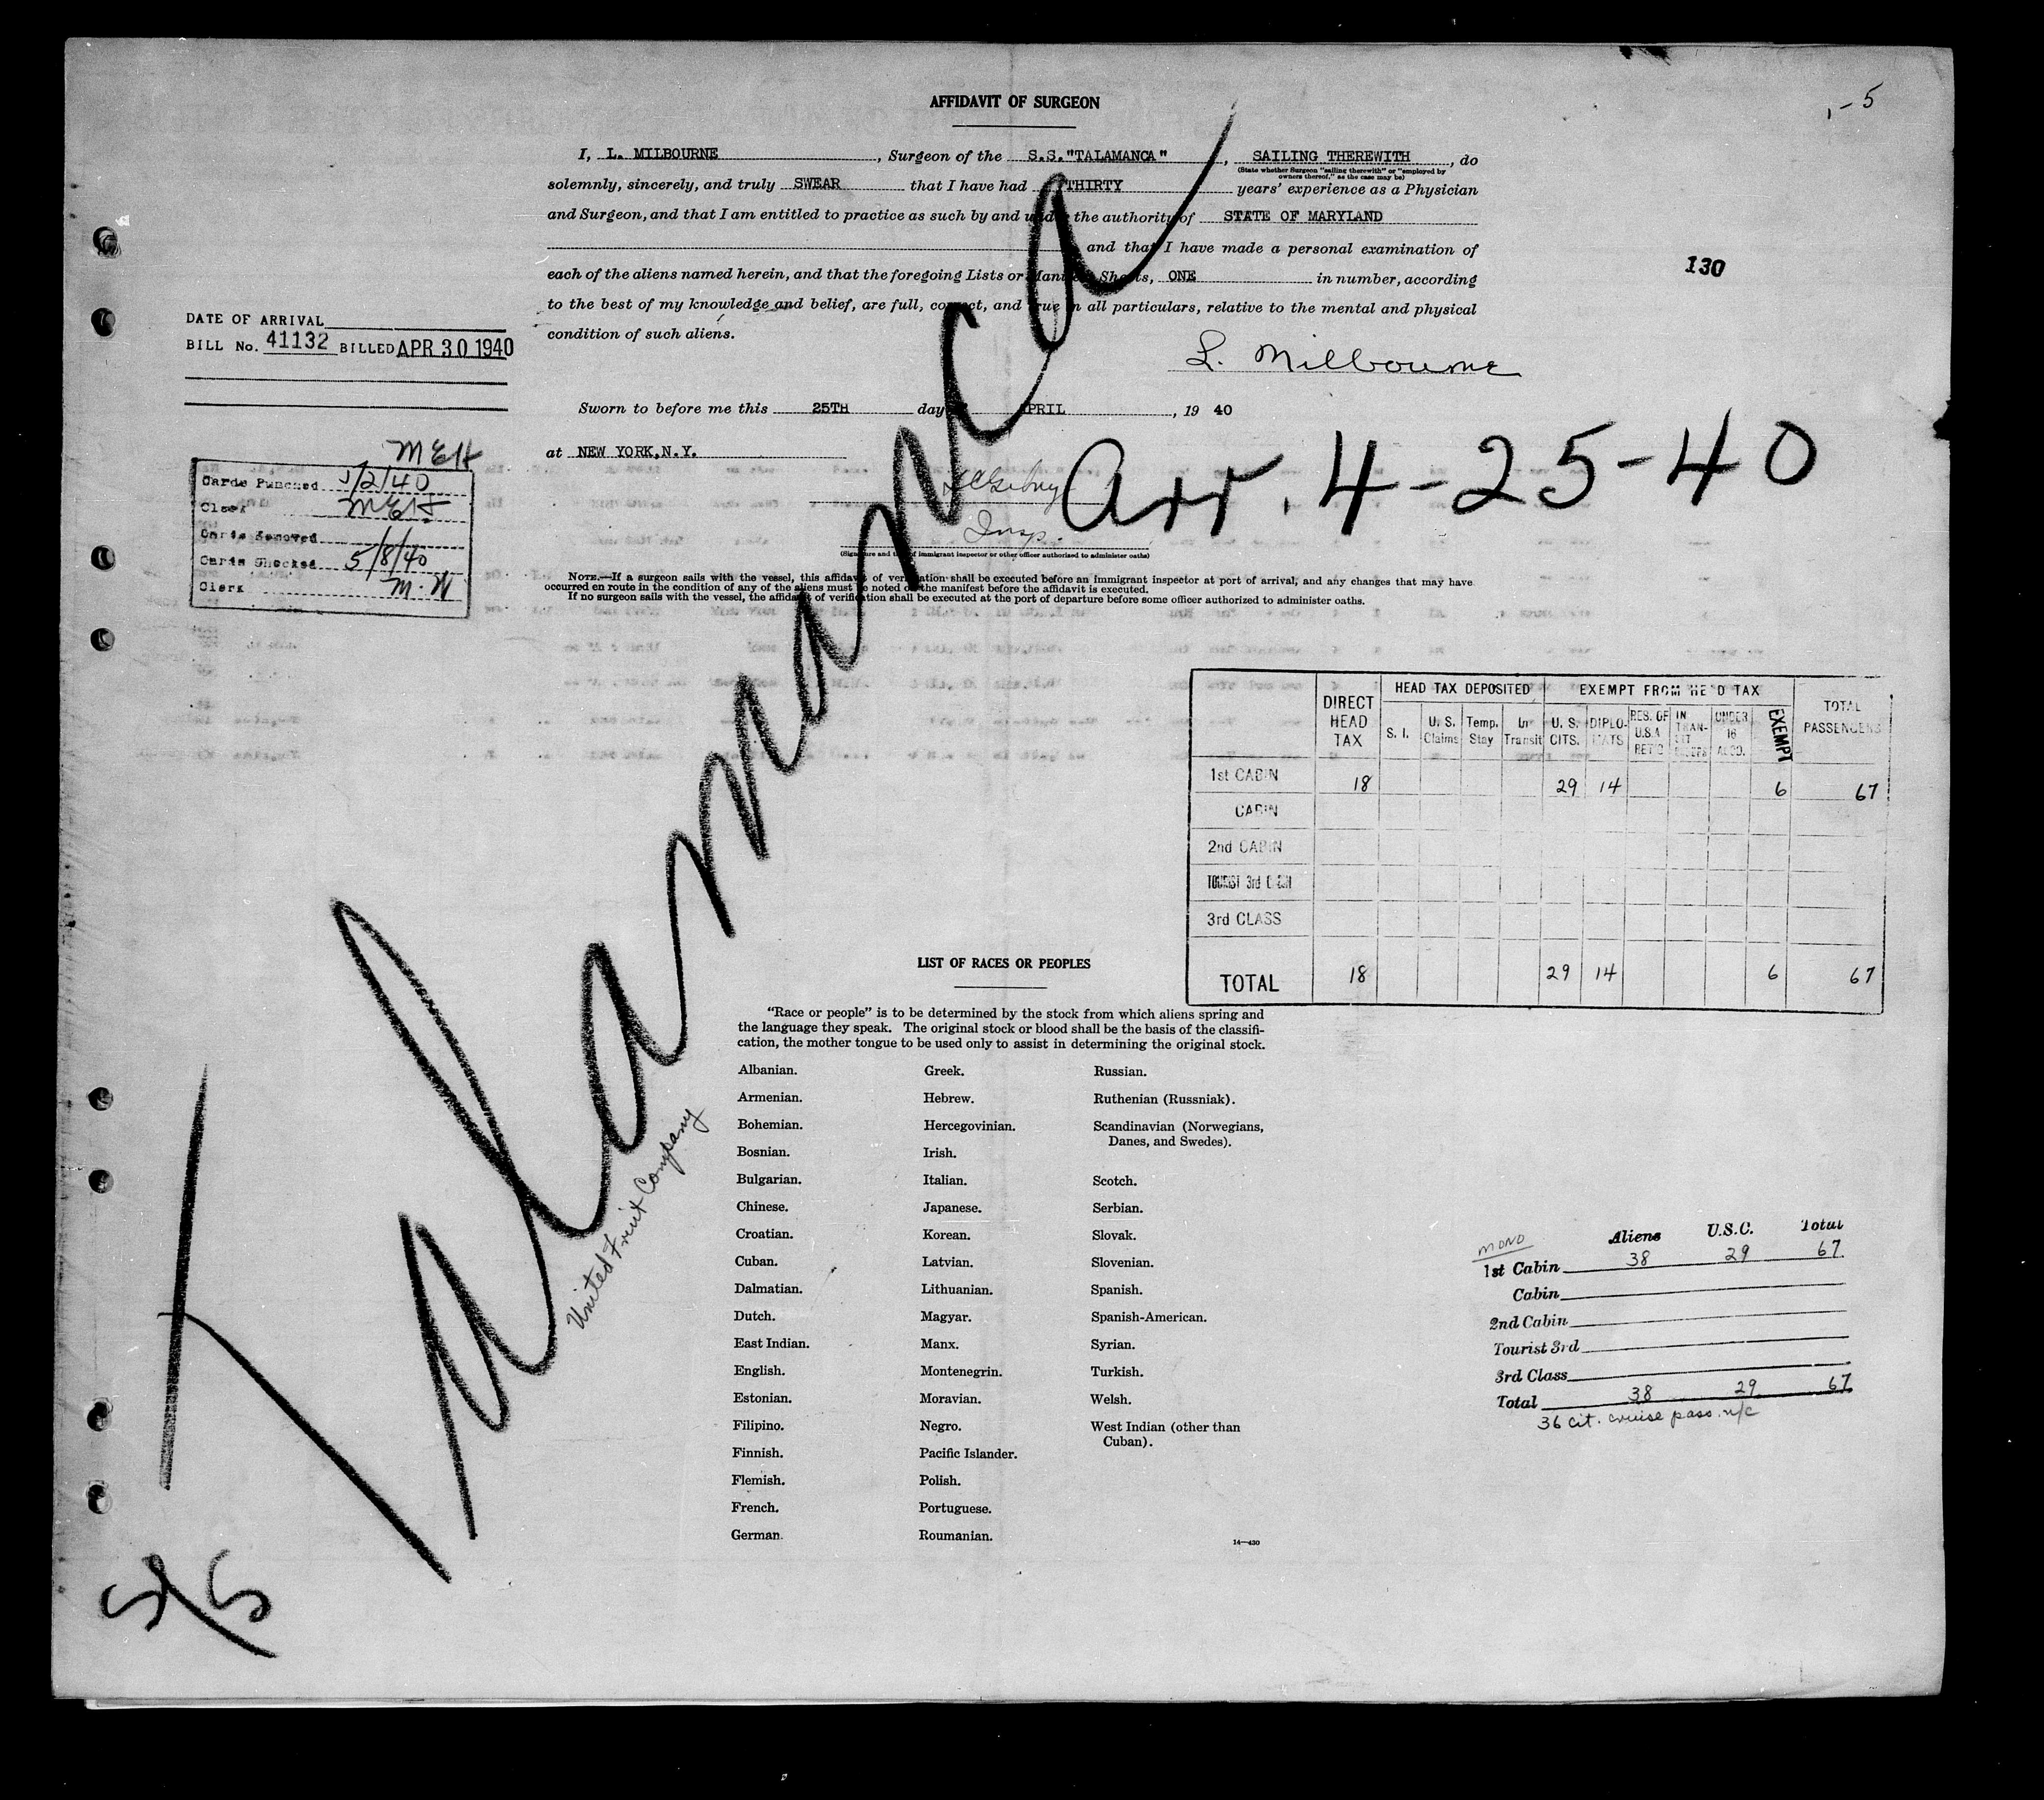 1-5
AFFIDAVIT OF SURGEON
I, L. MILBOURNE, Surgeon of the S.S."TALAMANCA", SAILING THEREWITH, do
(State whether Surgeon "sailing therewith" or "employed by
owners thereof," as the case may be)
solemnly, sincerely, and truly SWEAR that I have had THIRTY years' experience as a Physician
and Surgeon, and that I am entitled to practice as such by and under the authority of STATE OF MARYLAND
and that I have made a personal examination of
each of the aliens named herein, and that the foregoing Lists or Manifest Sheets, ONE in number, according
to the best of my knowledge and belief, are full, correct, and true in all particulars, relative to the mental and physical
condition of such aliens.
130
L. Milbourne
DATE OF ARRIVAL
BILL No. 41132 BILLED APR 30 1940
Sworn to before me this 25TH day of APRIL, 19 40
at NEW YORK, N.Y.
Insp.
(Signature and title of immigrant inspector or other officer authorized to administer oaths)
Arr. 4-25-40
MEH
Cards Punched 5/2/40
Clerk MEH
Cards Removed
Cards Checked 5/8/40
Clerk M.W
NOTE.—If a surgeon sails with the vessel, this affidavit of verification shall be executed before an immigrant inspector at port of arrival, and any changes that may have
occurred en route in the condition of any of the aliens must be noted on the manifest before the affidavit is executed.
If no surgeon sails with the vessel, the affidavit of verification shall be executed at the port of departure before some officer authorized to administer oaths.
Talamanca
United Fruit Company
5/5
DIRECT HEAD TAX HEAD TAX DEPOSITED EXEMPT FROM HEAD TAX TOTAL PASSENGERS
S. I. U. S. Claims Temp. Stay In Transit U. S. CITS. DIPLOMATS RES. OF U.S.A RET'G IN TRAN- UNDER 16 EXEMPT
1st CABIN 18 29 14 6 67
CABIN
2nd CABIN
TOURIST 3rd CABIN
3rd CLASS
TOTAL 18 29 14 6 67
LIST OF RACES OR PEOPLES
"Race or people" is to be determined by the stock from which aliens spring and
the language they speak. The original stock or blood shall be the basis of the classifi-
cation, the mother tongue to be used only to assist in determining the original stock.
Albanian.
Armenian.
Bohemian.
Bosnian.
Bulgarian.
Chinese.
Croatian.
Cuban.
Dalmatian.
Dutch.
East Indian.
English.
Estonian.
Filipino.
Finnish.
Flemish.
French.
German.
Greek.
Hebrew.
Hercegovinian.
Irish.
Italian.
Japanese.
Korean.
Latvian.
Lithuanian.
Magyar.
Manx.
Montenegrin.
Moravian.
Negro.
Pacific Islander.
Polish.
Portuguese.
Roumanian.
Russian.
Ruthenian (Russniak).
Scandinavian (Norwegians,
Danes, and Swedes).
Scotch.
Serbian.
Slovak.
Slovenian.
Spanish.
Spanish-American.
Syrian.
Turkish.
Welsh.
West Indian (other than
Cuban).
14—430
MONO
Aliens U.S.C. Total
1st Cabin 38 29 67
Cabin
2nd Cabin
Tourist 3rd
3rd Class
Total 38 29 67
36 cit. cruise pass. n/c